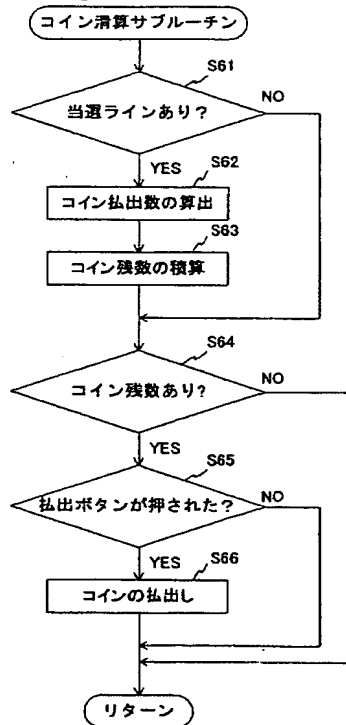 コイン清算サブルーチン
S61
当選ラインあり?
NO
YES
S62
コイン払出数の算出
S63
コイン残数の積算
S64
コイン残数あり?
NO
YES
S65
払出ボタンが押された?
NO
YES
S66
コインの払出し
リターン